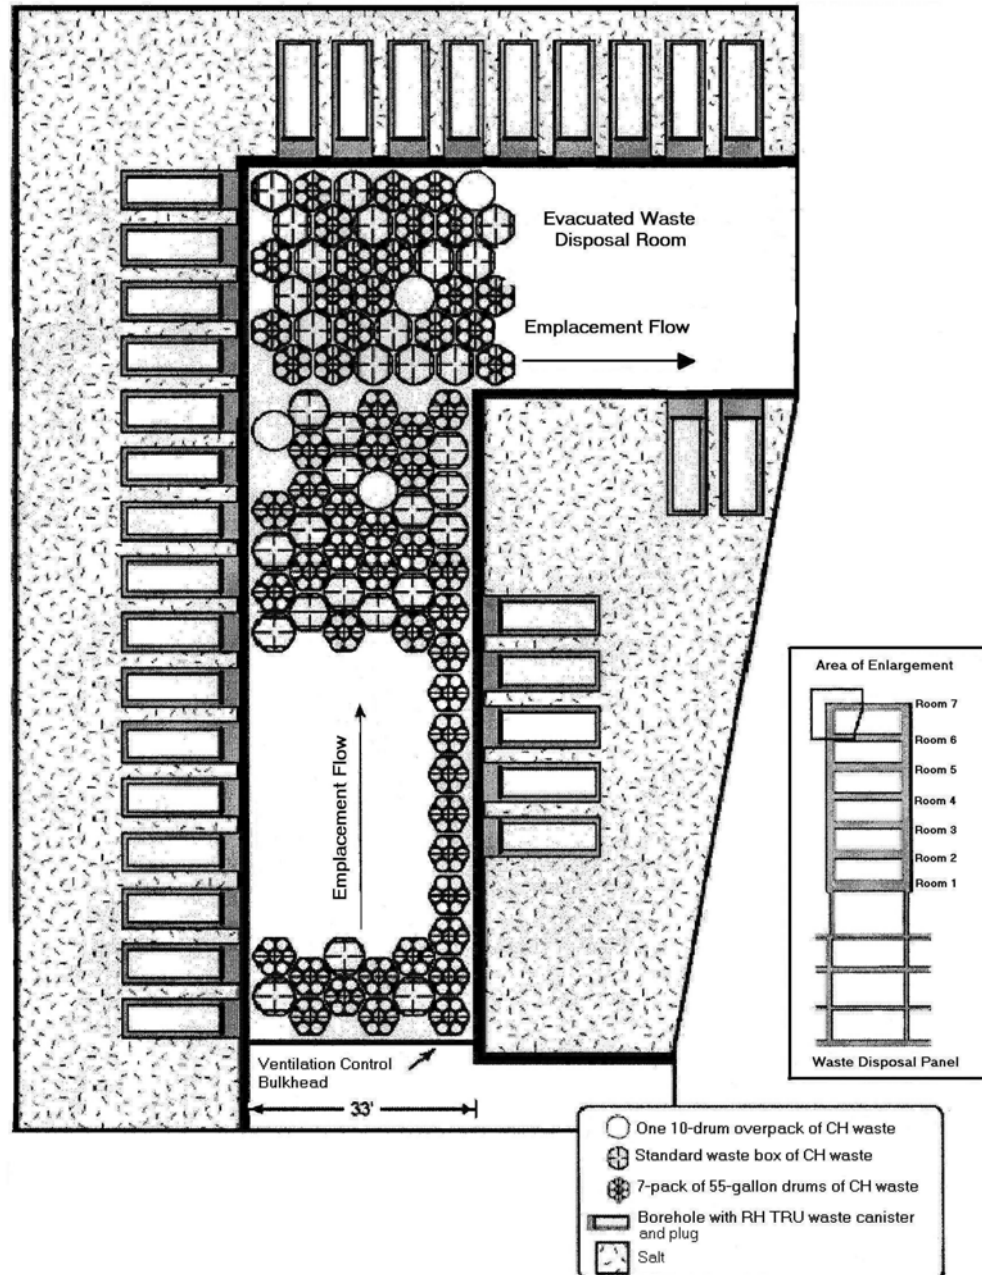 Evacuated Waste
Disposal Room
Emplacement Flow
Emplacement Flow
Area of Enlargement
Room 7
Room 6
Room 5
Room 4
Room 3
Room 2
Room 1
Waste Disposal Panel
Ventilation Control
Bulkhead
33'
One 10-drum overpack of CH waste
Standard waste box of CH waste
7-pack of 55-gallon drums of CH waste
Borehole with RH TRU waste canister
and plug
Salt